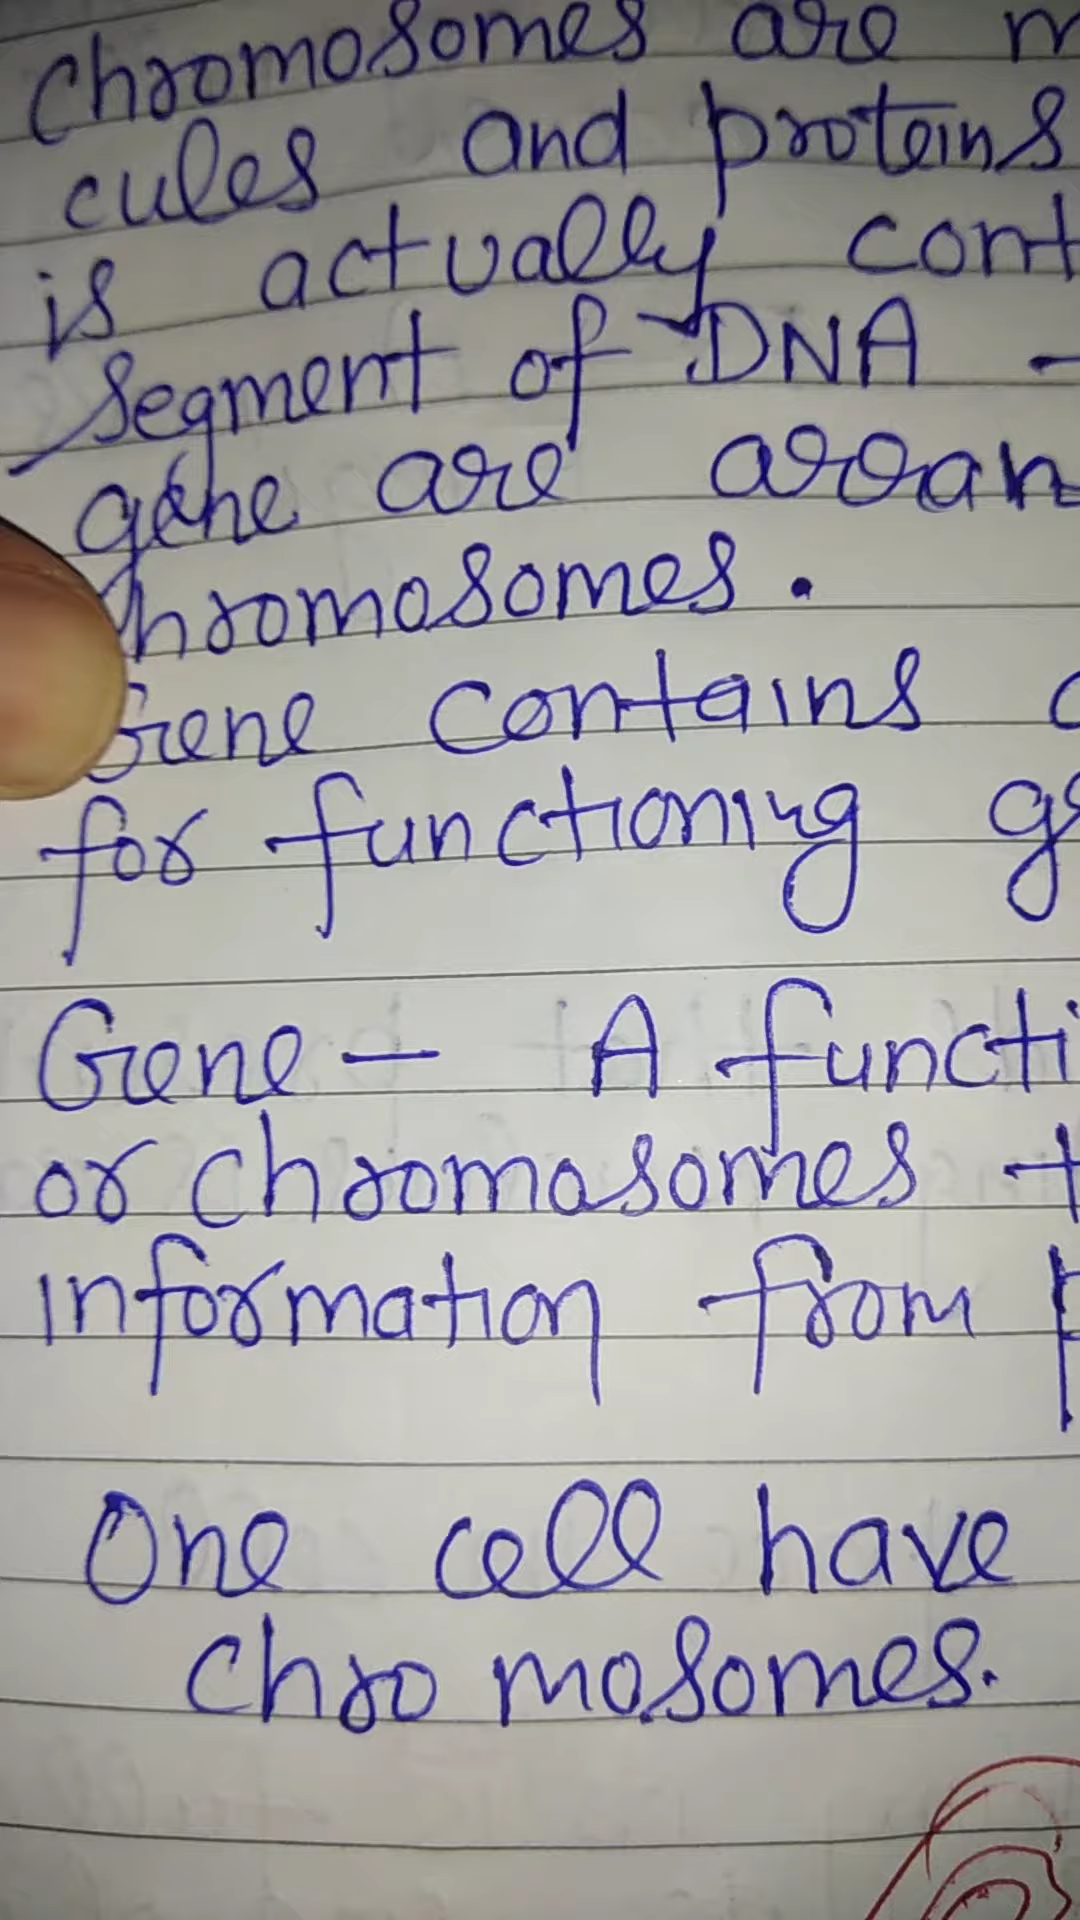 Chromosomes are m
cules and proteins
is actually cont
segment of DNA -
gene are arran
hromosomes.
Gene contains
for functioning g
Gene - A functi
or chromosomes t
information from p
One cell have
chromosomes.